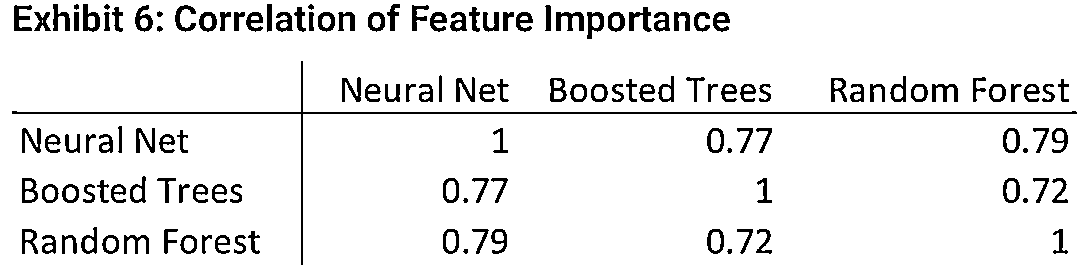 Exhibit 6: Correlation of Feature Importance
Neural Net Boosted Trees Random Forest
Neural Net 1 0.77 0.79
Boosted Trees 0.77 1 0.72
Random Forest 0.79 0.72 1